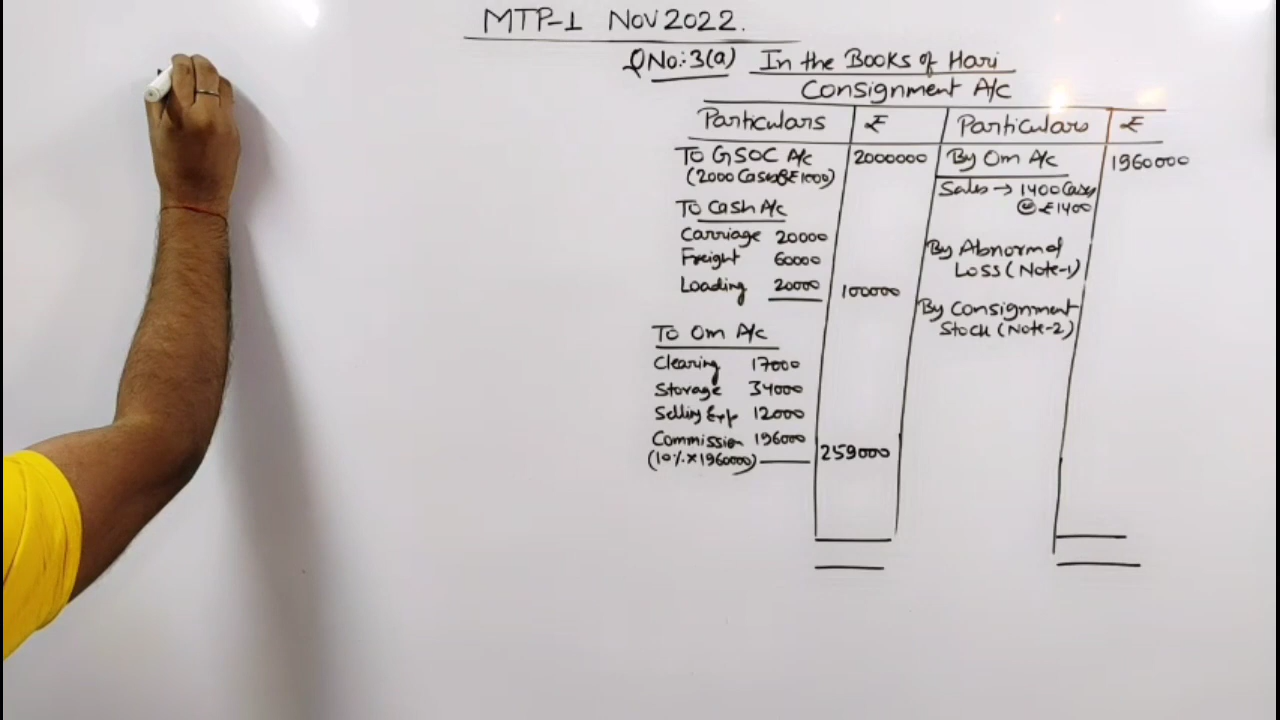 MTP-1 Nov 2022.
QNo:3(a) In the Books of Hari
Consignment A/c
Particulars ₹ Particulars ₹
To GSOC A/c 2000000 By Om A/c 1960000
(2000 Cases@₹1000) Sales → 1400 Cases
@₹1400
To Cash A/c
Carriage 20000 By Abnormal
Freight 60000 Loss (Note-1)
Loading 20000 100000
By Consignment
Stock (Note-2)
To Om A/c
Clearing 17000
Storage 34000
Selling Exp 12000
Commission 196000
(10%×1960000) 259000